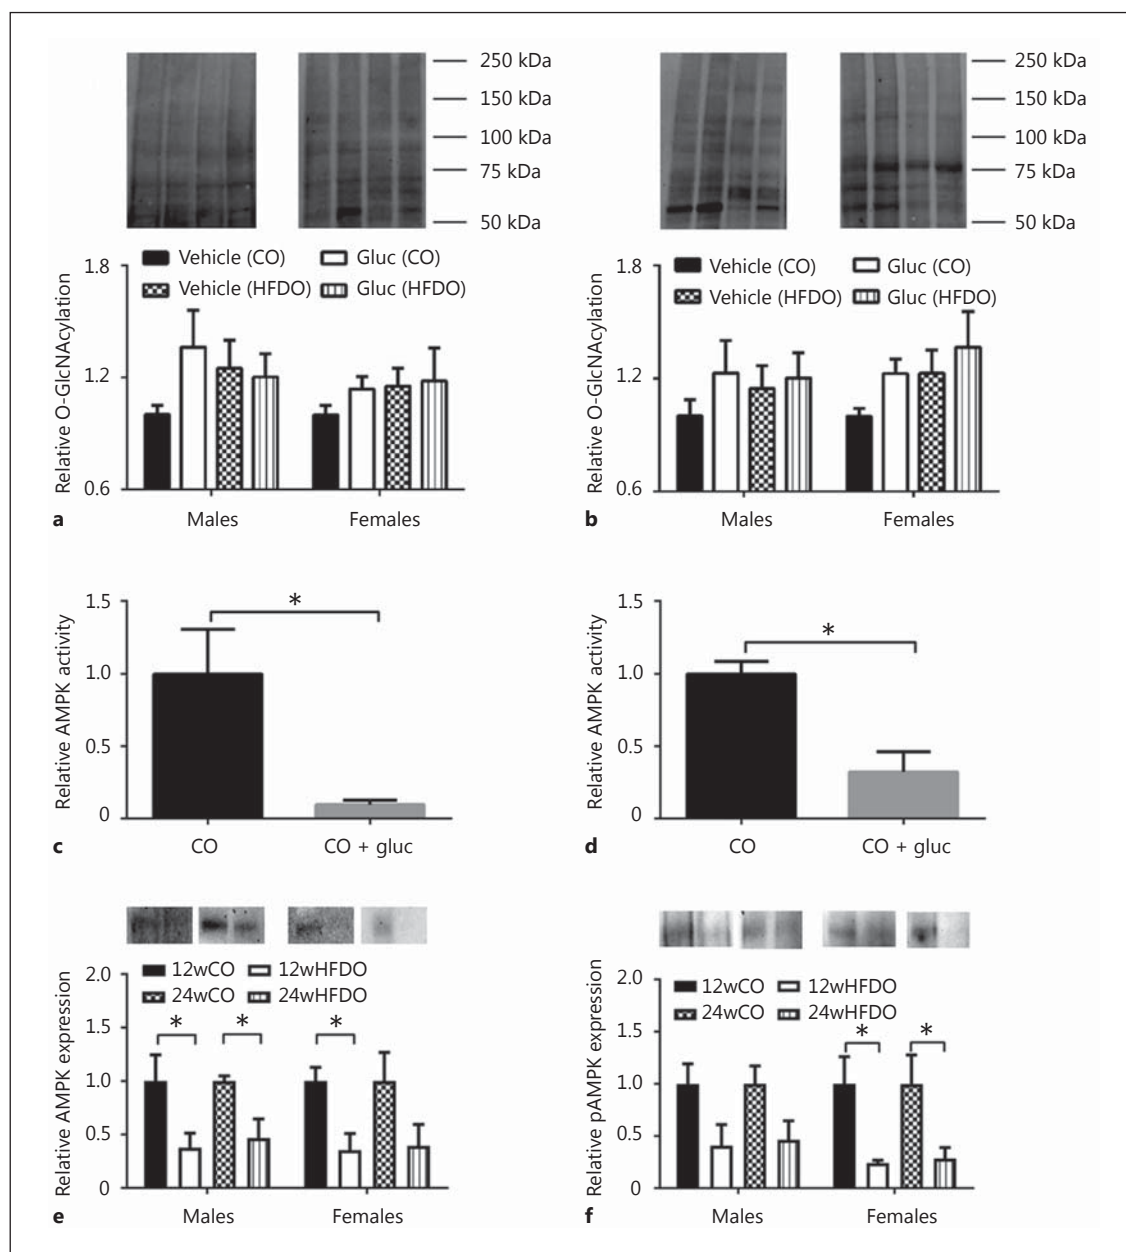 250 kDa
150 kDa
100 kDa
75 kDa
50 kDa
Vehicle (CO) Gluc (CO)
Vehicle (HFDO) Gluc (HFDO)
1.8
1.2
0.6
Relative O-GlcNAcylation
Males Females
a
250 kDa
150 kDa
100 kDa
75 kDa
50 kDa
Vehicle (CO) Gluc (CO)
Vehicle (HFDO) Gluc (HFDO)
1.8
1.2
0.6
Relative O-GlcNAcylation
Males Females
b
1.5
1.0
0.5
0
Relative AMPK activity
*
CO CO + gluc
c
1.5
1.0
0.5
0
Relative AMPK activity
*
CO CO + gluc
d
12wCO 12wHFDO
24wCO 24wHFDO
2.0
1.5
1.0
0.5
0
Relative AMPK expression
* * *
Males Females
e
12wCO 12wHFDO
24wCO 24wHFDO
2.0
1.5
1.0
0.5
0
Relative pAMPK expression
* *
Males Females
f